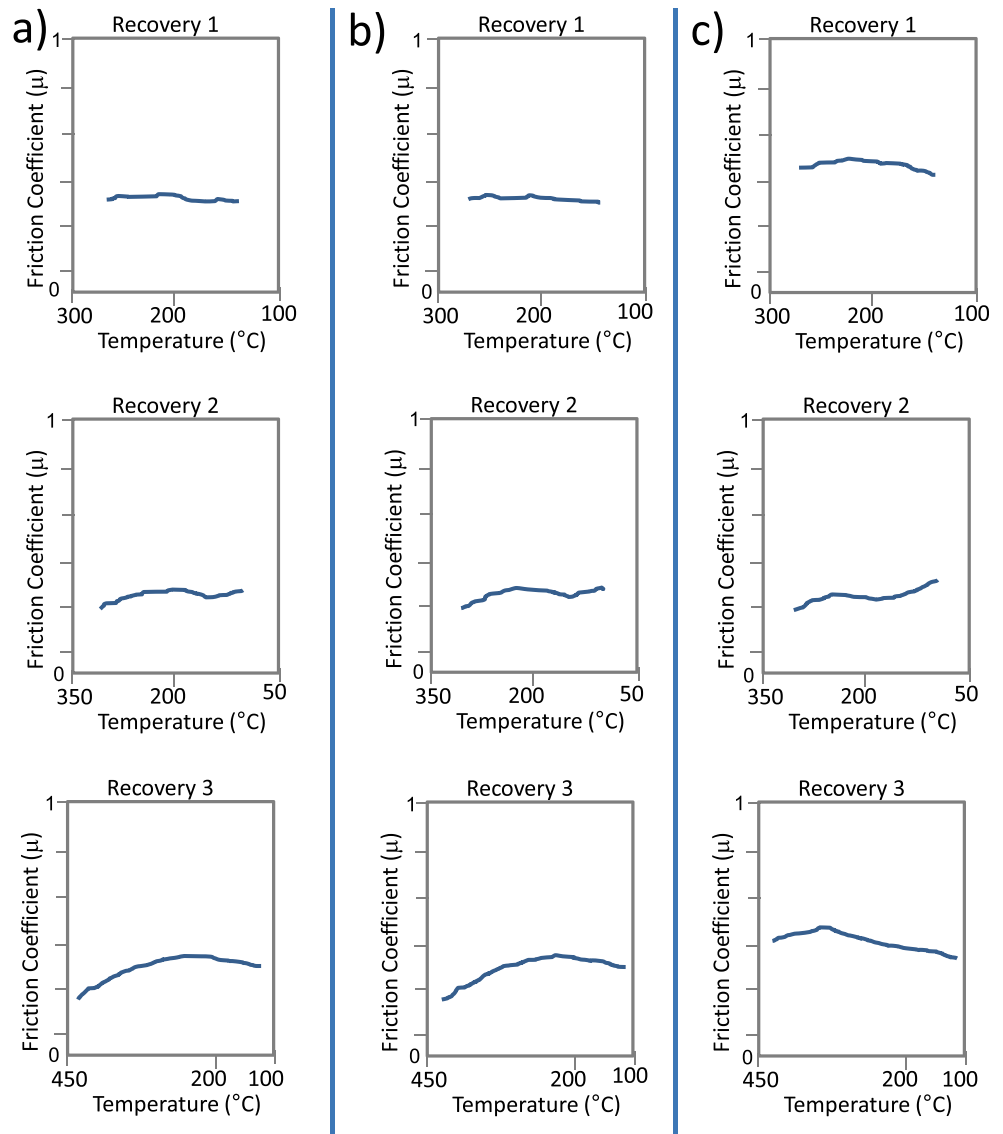 a)
Recovery 1
1
Friction Coefficient (μ)
0
300 200 100
Temperature (°C)
Recovery 2
1
Friction Coefficient (μ)
0
350 200 50
Temperature (°C)
Recovery 3
1
Friction Coefficient (μ)
0
450 200 100
Temperature (°C)
b)
Recovery 1
1
Friction Coefficient (μ)
0
300 200 100
Temperature (°C)
Recovery 2
1
Friction Coefficient (μ)
0
350 200 50
Temperature (°C)
Recovery 3
1
Friction Coefficient (μ)
0
450 200 100
Temperature (°C)
c)
Recovery 1
1
Friction Coefficient (μ)
0
300 200 100
Temperature (°C)
Recovery 2
1
Friction Coefficient (μ)
0
350 200 50
Temperature (°C)
Recovery 3
1
Friction Coefficient (μ)
0
450 200 100
Temperature (°C)